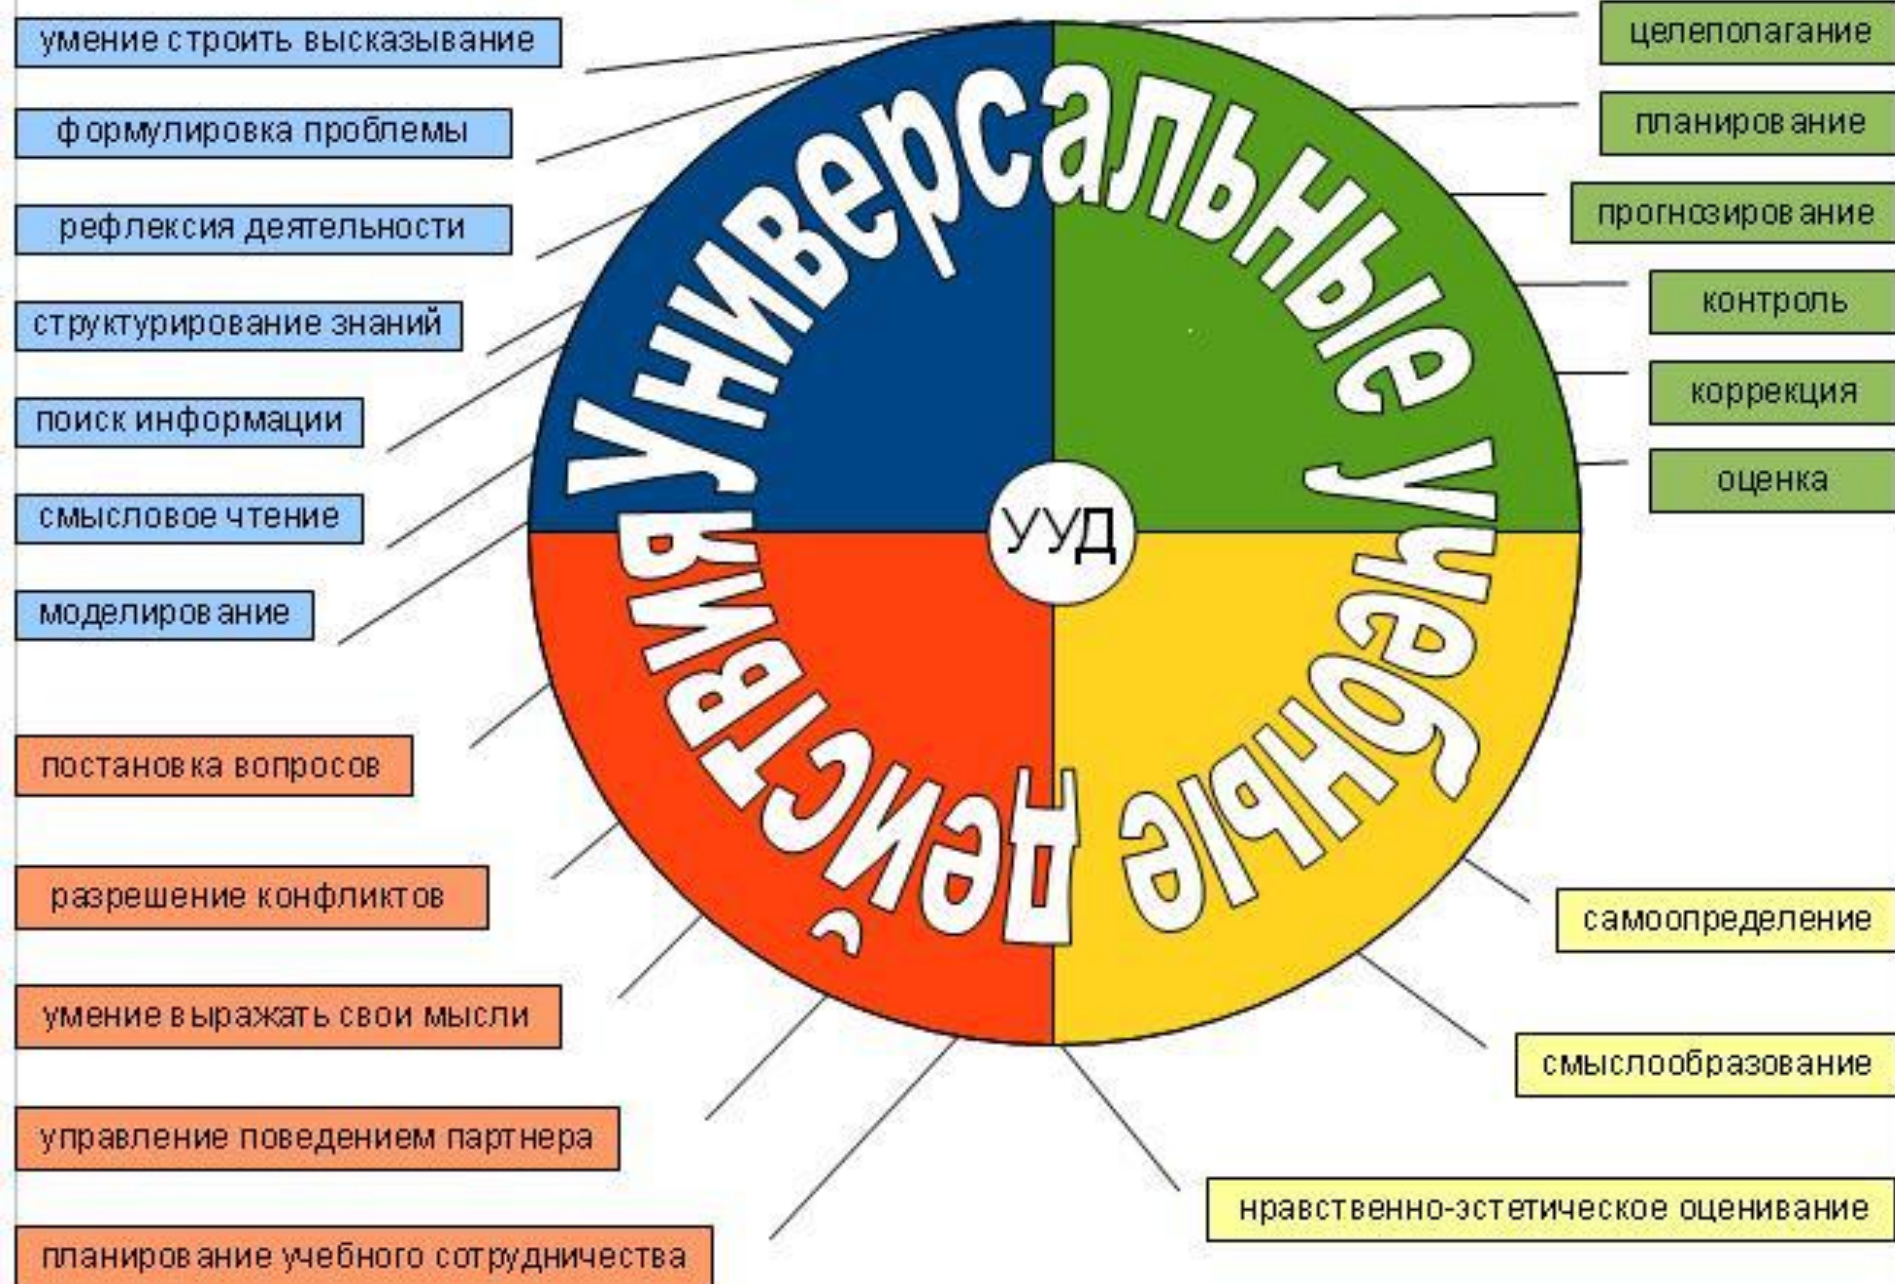 умение строить высказывание
формулировка проблемы
рефлексия деятельности
структурирование знаний
поиск информации
смысловое чтение
моделирование
постановка вопросов
разрешение конфликтов
умение выражать свои мысли
управление поведением партнера
планирование учебного сотрудничества
Универсальные учебные действия
УУД
целеполагание
планирование
прогнозирование
контроль
коррекция
оценка
самоопределение
смыслообразование
нравственно-эстетическое оценивание